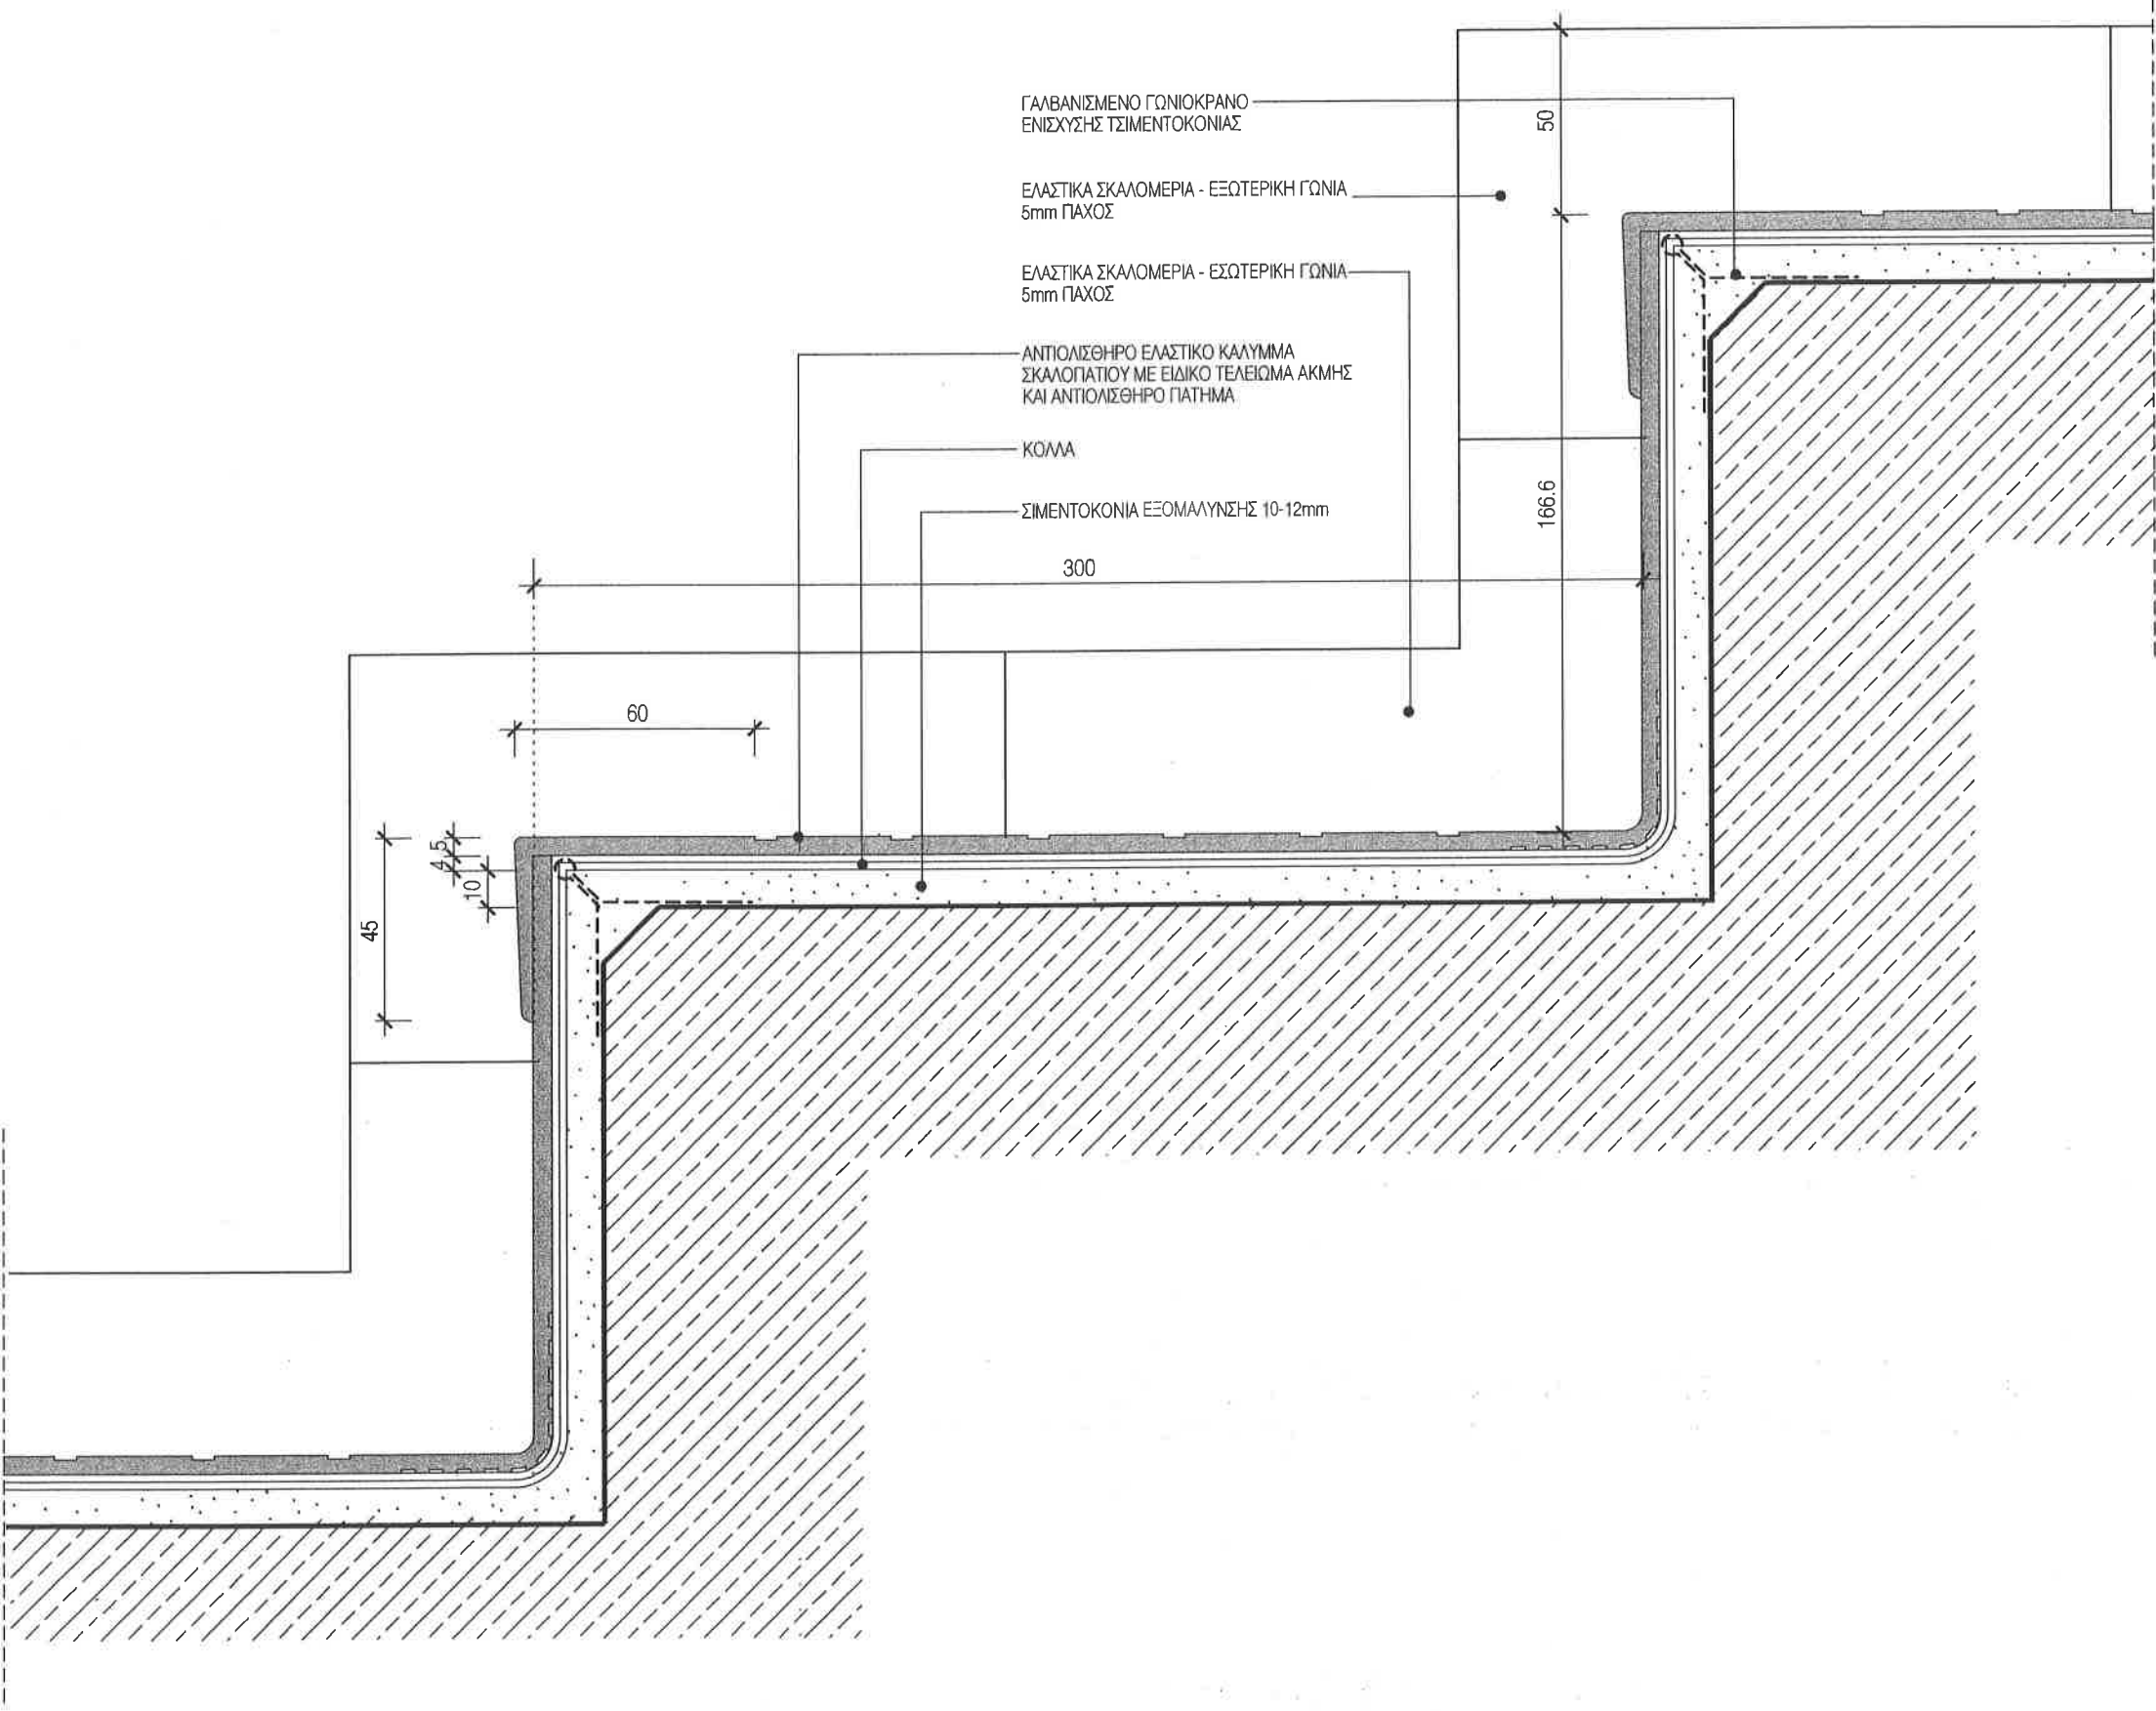 ΓΑΛΒΑΝΙΣΜΕΝΟ ΓΩΝΙΟΚΡΑΝΟ
ΕΝΙΣΧΥΣΗΣ ΤΣΙΜΕΝΤΟΚΟΝΙΑΣ
50
ΕΛΑΣΤΙΚΑ ΣΚΑΛΟΜΕΡΙΑ - ΕΞΩΤΕΡΙΚΗ ΓΩΝΙΑ
5mm ΠΑΧΟΣ
ΕΛΑΣΤΙΚΑ ΣΚΑΛΟΜΕΡΙΑ - ΕΣΩΤΕΡΙΚΗ ΓΩΝΙΑ
5mm ΠΑΧΟΣ
ΑΝΤΙΟΛΙΣΘΗΡΟ ΕΛΑΣΤΙΚΟ ΚΑΛΥΜΜΑ
ΣΚΑΛΟΠΑΤΙΟΥ ΜΕ ΕΙΔΙΚΟ ΤΕΛΕΙΩΜΑ ΑΚΜΗΣ
ΚΑΙ ΑΝΤΙΟΛΙΣΘΗΡΟ ΠΑΤΗΜΑ
ΚΟΛΛΑ
ΣΙΜΕΝΤΟΚΟΝΙΑ ΕΞΟΜΑΛΥΝΣΗΣ 10-12mm
166.6
300
60
5
4
10
45